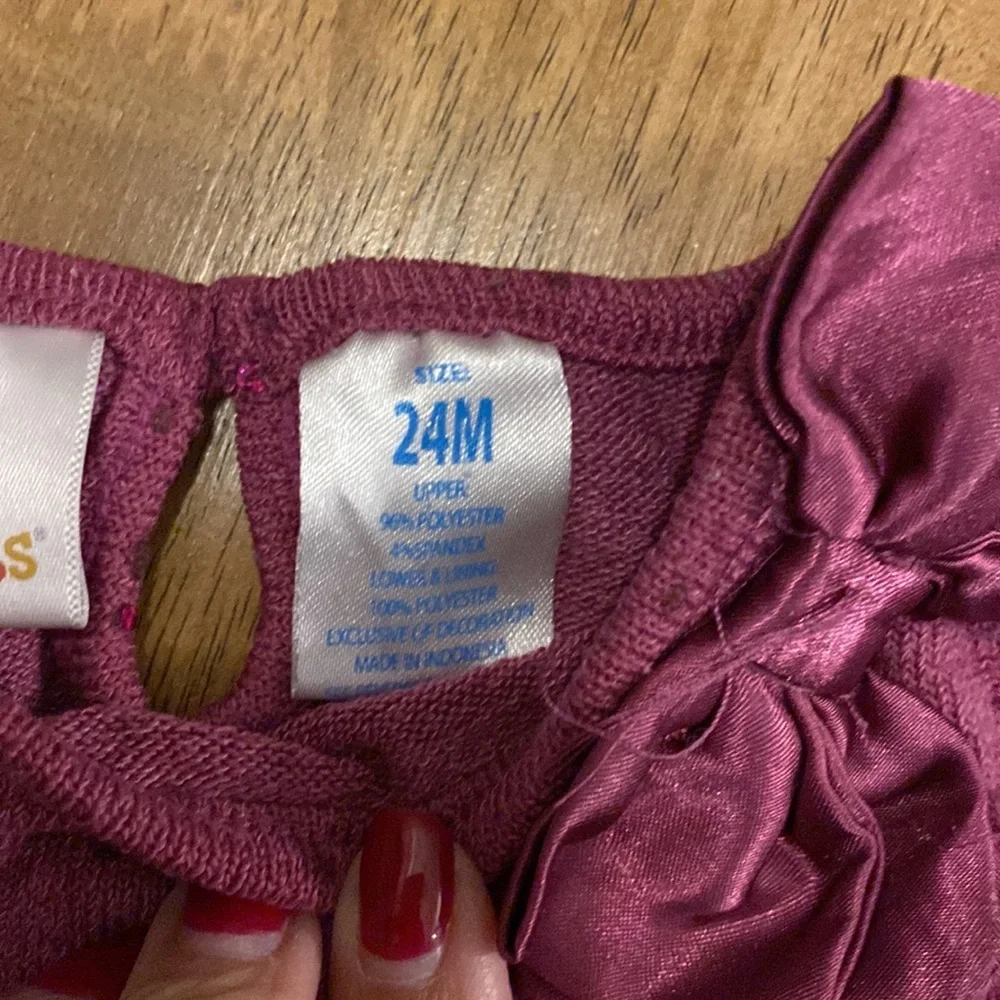 SIZE:
24M
UPPER
96% POLYESTER
4% SPANDEX
LOWER & LINING
100% POLYESTER
EXCLUSIVE OF DECORATION
MADE IN INDONESIA
S®